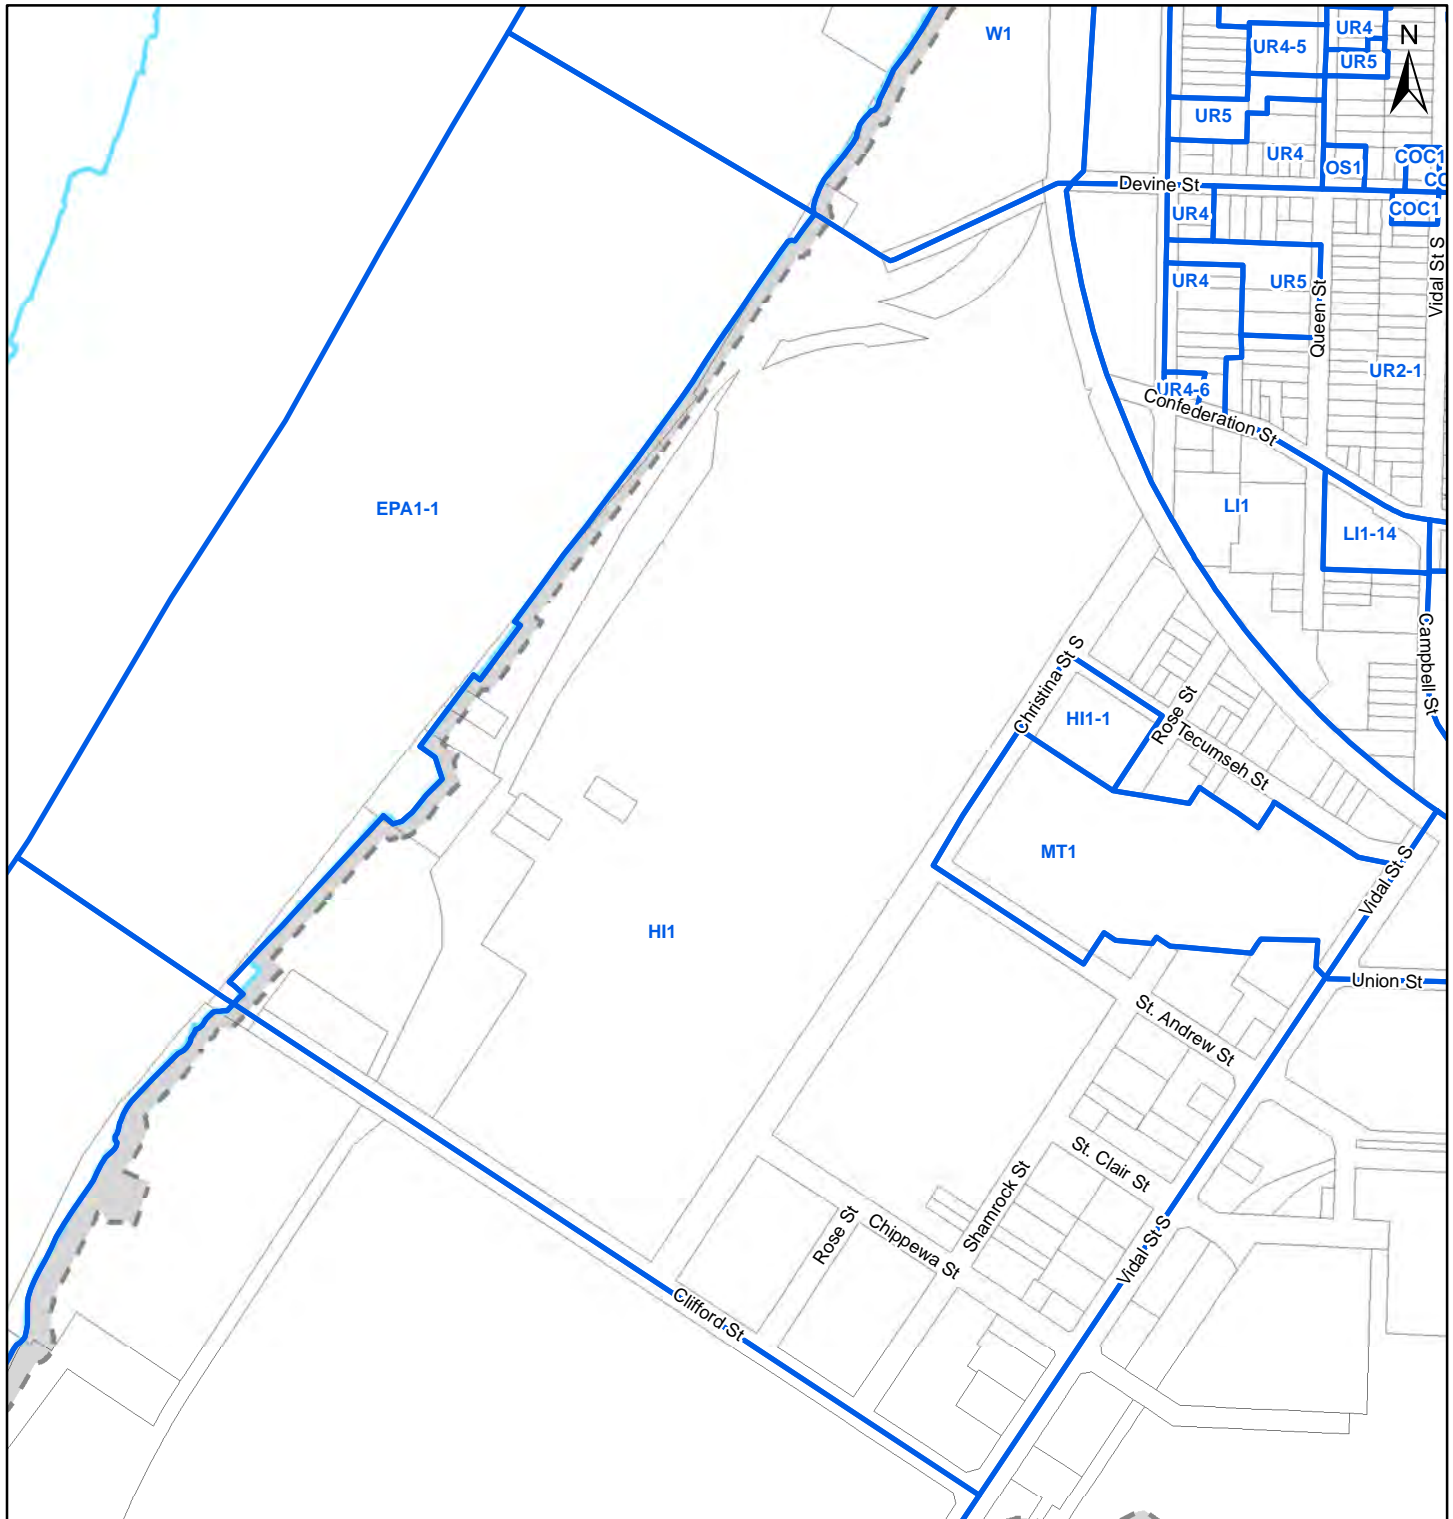 W1
UR4
N
UR4-5
UR5
UR5
UR4
OS1
COC1
CO
Devine St
UR4
COC1
Vidal St S
UR4
UR5
Queen St
UR2-1
UR4-6
Confederation St
EPA1-1
LI1
LI1-14
Campbell St
Christina St S
HI1-1
Rose St
Tecumseh St
MT1
Vidal St S
HI1
Union St
St. Andrew St
St. Clair St
Shamrock St
Rose St
Chippewa St
Vidal St S
Clifford St